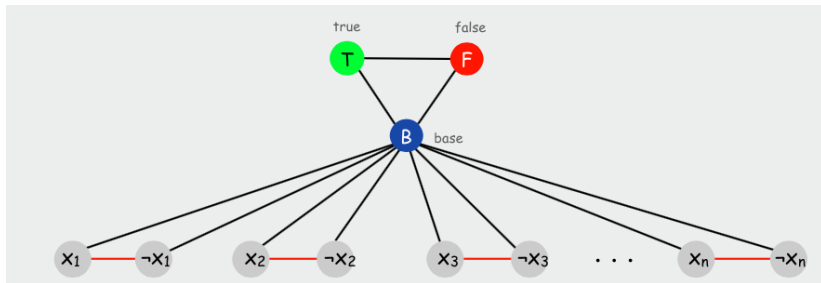 true false
T F
B base
x₁ ¬x₁ x₂ ¬x₂ x₃ ¬x₃ . . . xₙ ¬xₙ